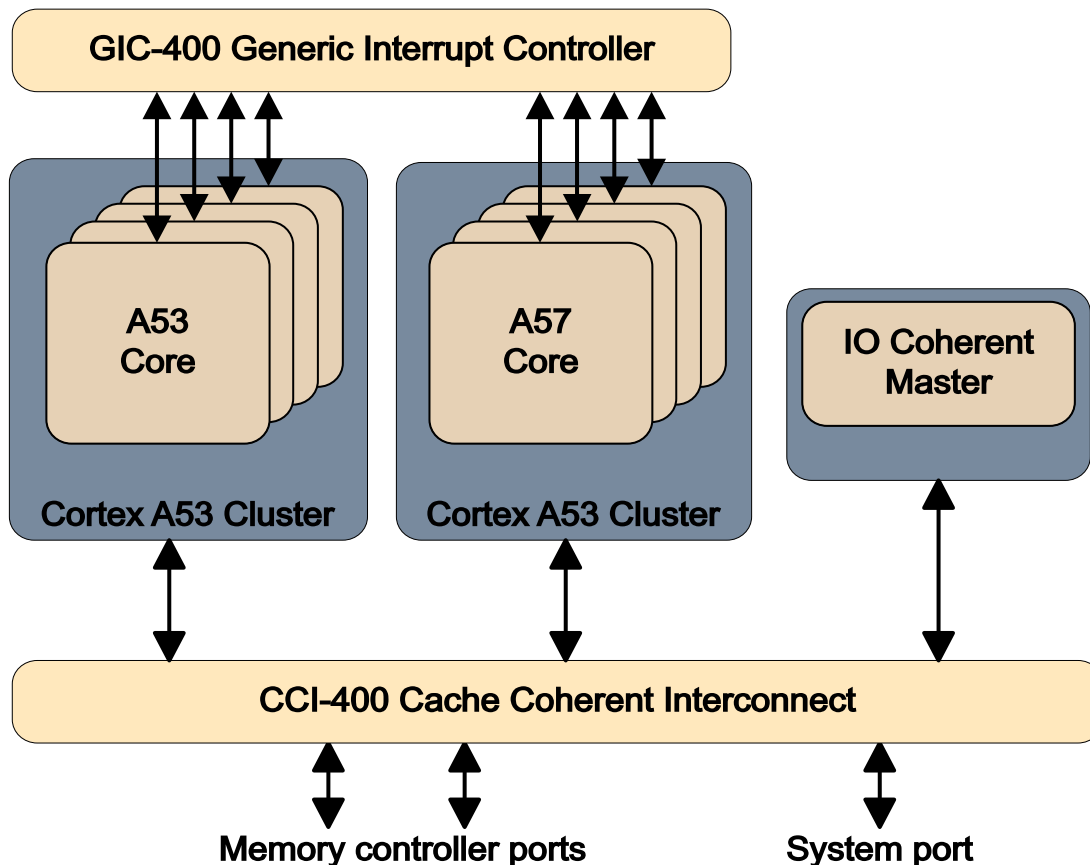 GIC-400 Generic Interrupt Controller
A53
Core
A57
Core
IO Coherent
Master
Cortex A53 Cluster
Cortex A53 Cluster
CCI-400 Cache Coherent Interconnect
Memory controller ports
System port